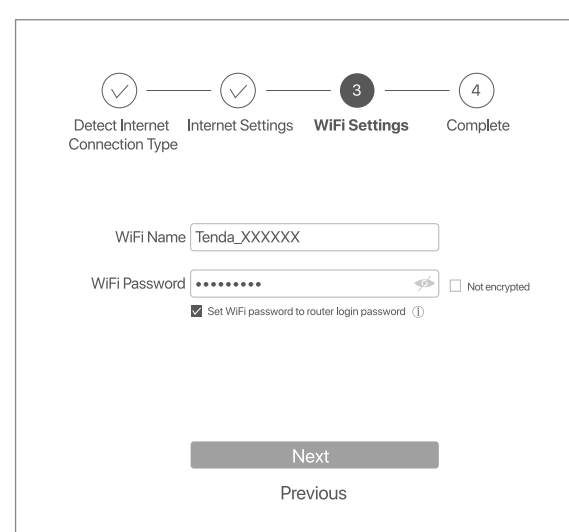 3
4
Detect Internet Connection Type
Internet Settings
WiFi Settings
Complete
WiFi Name
Tenda_XXXXXX
WiFi Password
•••••••••
Not encrypted
Set WiFi password to router login password
Next
Previous